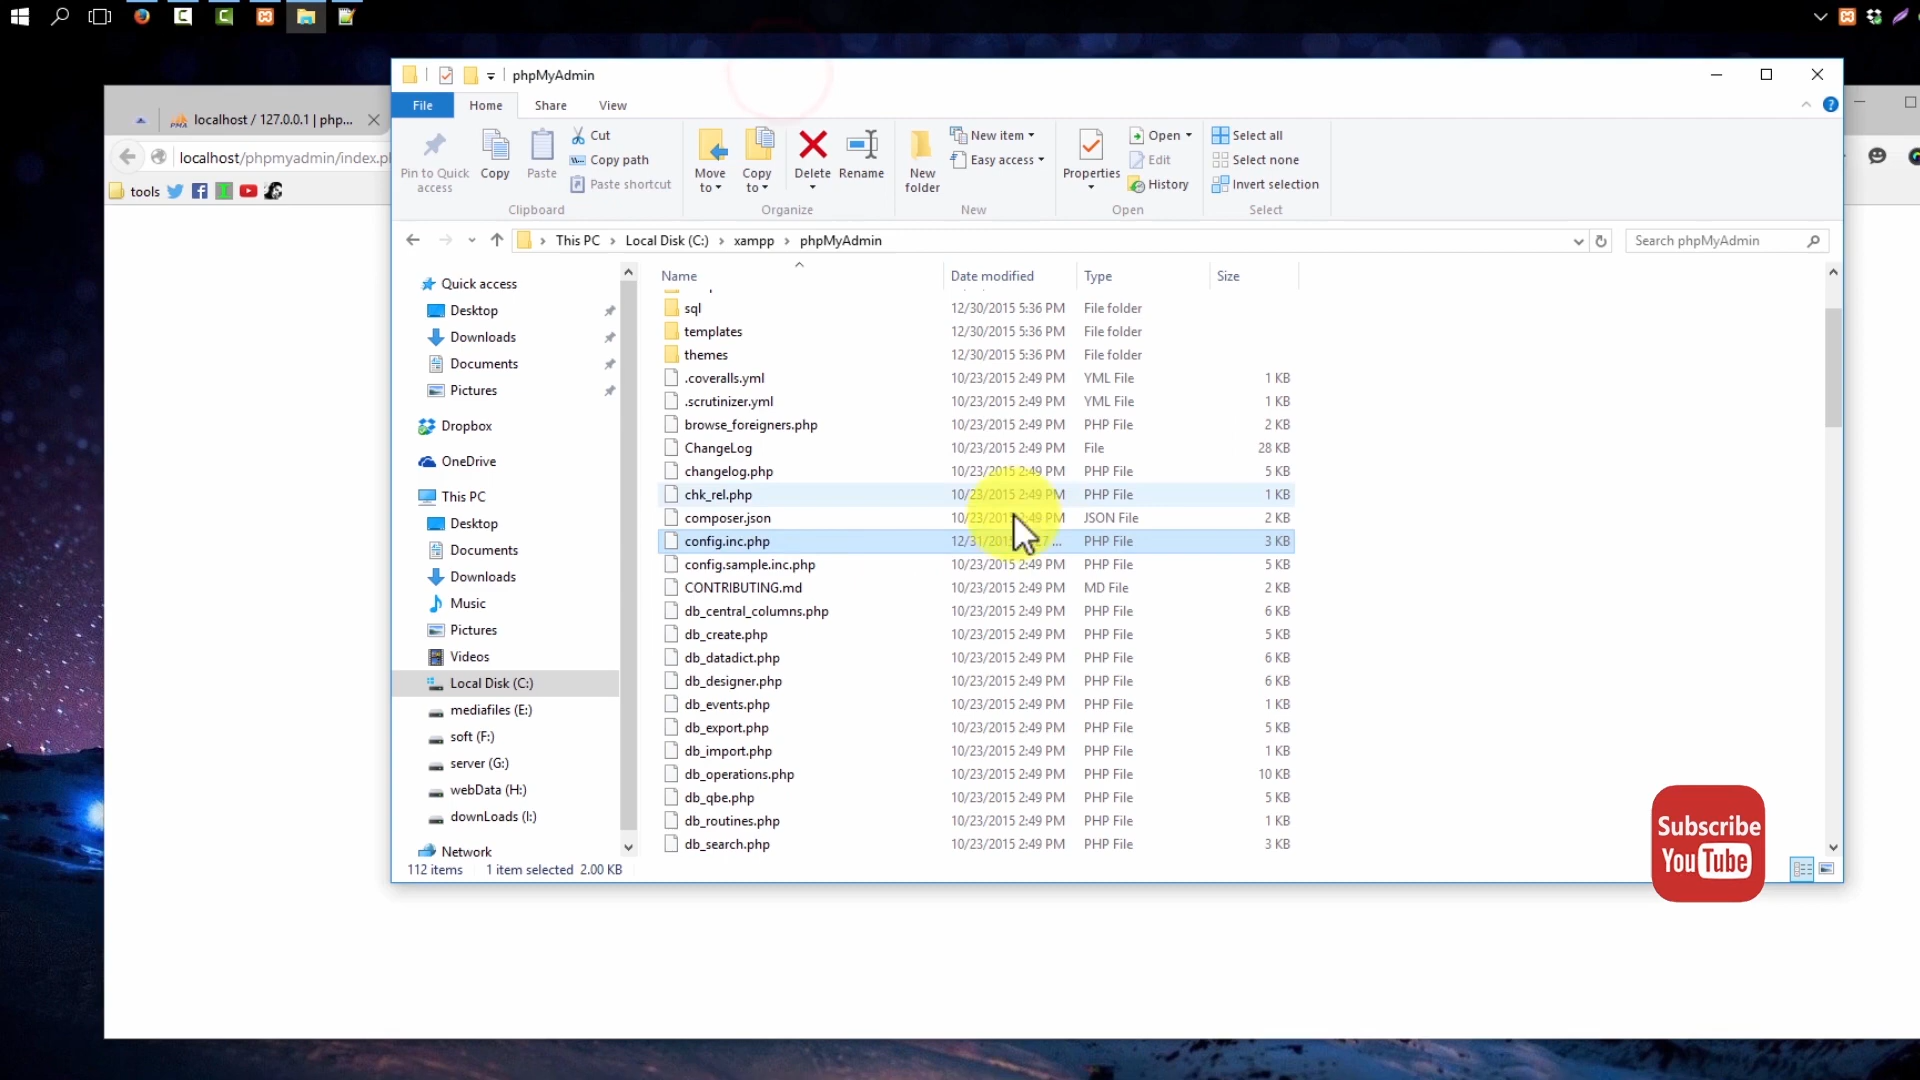 phpMyAdmin
File Home Share View
localhost / 127.0.0.1 | php...
localhost/phpmyadmin/index.p
tools
Pin to Quick access
Copy
Paste
Cut
Copy path
Paste shortcut
Clipboard
Move to
Copy to
Delete
Rename
Organize
New folder
New item
Easy access
New
Properties
Open
Edit
History
Open
Select all
Select none
Invert selection
Select
This PC Local Disk (C:) xampp phpMyAdmin
Search phpMyAdmin
Quick access
Desktop
Downloads
Documents
Pictures
Dropbox
OneDrive
This PC
Desktop
Documents
Downloads
Music
Pictures
Videos
Local Disk (C:)
mediafiles (E:)
soft (F:)
server (G:)
webData (H:)
downLoads (I:)
Network
Name Date modified Type Size
sql 12/30/2015 5:36 PM File folder
templates 12/30/2015 5:36 PM File folder
themes 12/30/2015 5:36 PM File folder
.coveralls.yml 10/23/2015 2:49 PM YML File 1 KB
.scrutinizer.yml 10/23/2015 2:49 PM YML File 1 KB
browse_foreigners.php 10/23/2015 2:49 PM PHP File 2 KB
ChangeLog 10/23/2015 2:49 PM File 28 KB
changelog.php 10/23/2015 2:49 PM PHP File 5 KB
chk_rel.php 10/23/2015 2:49 PM PHP File 1 KB
composer.json 10/23/2015 2:49 PM JSON File 2 KB
config.inc.php PHP File 3 KB
config.sample.inc.php 10/23/2015 2:49 PM PHP File 5 KB
CONTRIBUTING.md 10/23/2015 2:49 PM MD File 2 KB
db_central_columns.php 10/23/2015 2:49 PM PHP File 6 KB
db_create.php 10/23/2015 2:49 PM PHP File 5 KB
db_datadict.php 10/23/2015 2:49 PM PHP File 6 KB
db_designer.php 10/23/2015 2:49 PM PHP File 6 KB
db_events.php 10/23/2015 2:49 PM PHP File 1 KB
db_export.php 10/23/2015 2:49 PM PHP File 5 KB
db_import.php 10/23/2015 2:49 PM PHP File 1 KB
db_operations.php 10/23/2015 2:49 PM PHP File 10 KB
db_qbe.php 10/23/2015 2:49 PM PHP File 5 KB
db_routines.php 10/23/2015 2:49 PM PHP File 1 KB
db_search.php 10/23/2015 2:49 PM PHP File 3 KB
112 items 1 item selected 2.00 KB
Subscribe
YouTube